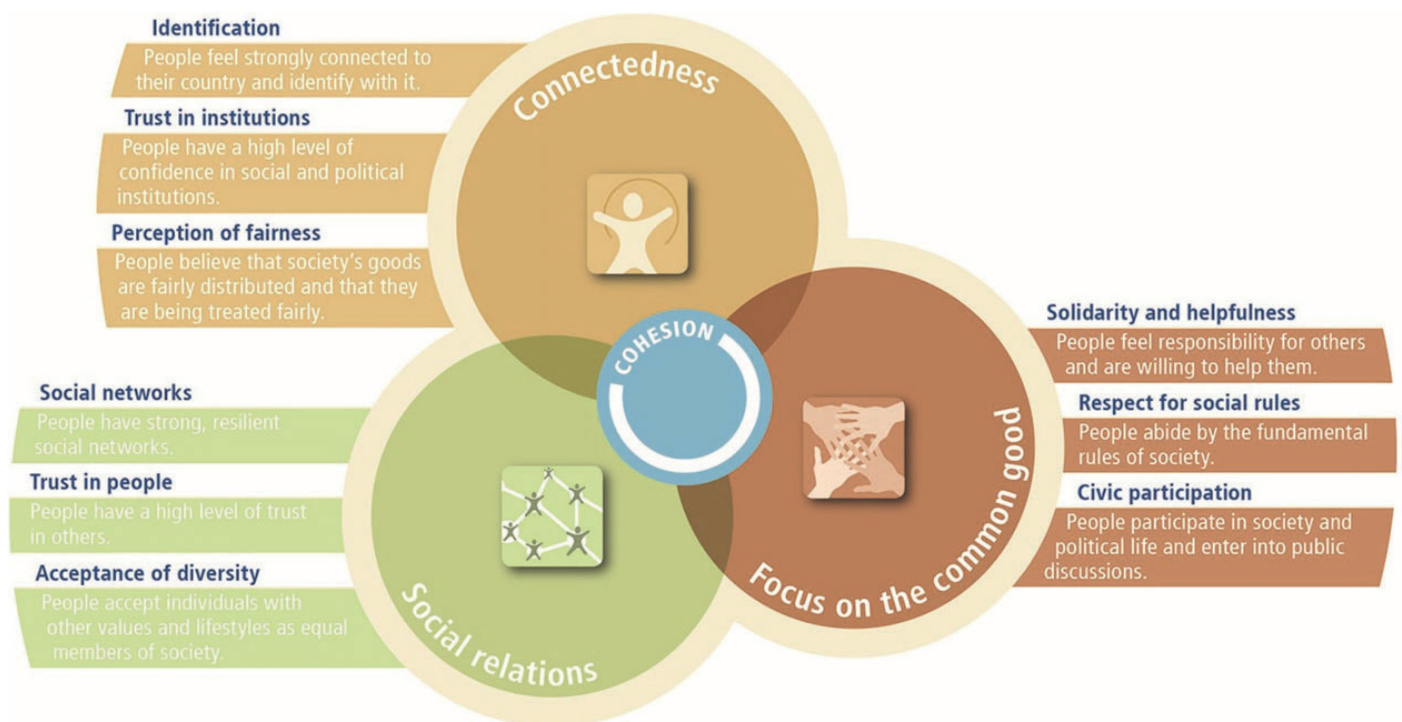 Identification
People feel strongly connected to
their country and identify with it.
Trust in institutions
People have a high level of
confidence in social and political
institutions.
Perception of fairness
People believe that society's goods
are fairly distributed and that they
are being treated fairly.
Social networks
People have strong, resilient
social networks.
Trust in people
People have a high level of trust
in others.
Acceptance of diversity
People accept individuals with
other values and lifestyles as equal
members of society.
Connectedness
COHESION
Social relations
Focus on the common good
Solidarity and helpfulness
People feel responsibility for others
and are willing to help them.
Respect for social rules
People abide by the fundamental
rules of society.
Civic participation
People participate in society and
political life and enter into public
discussions.